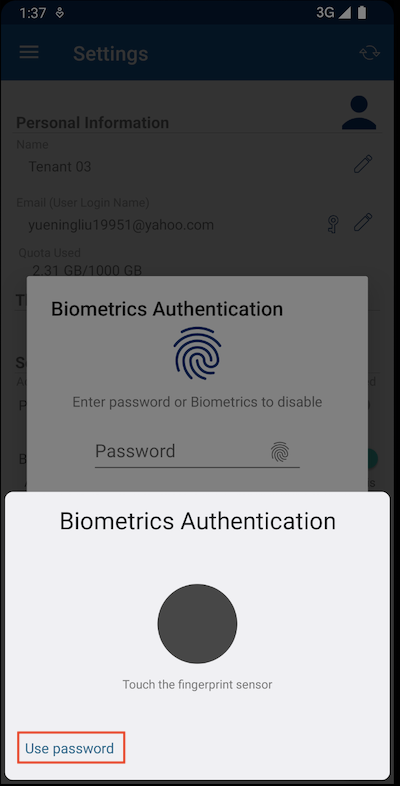 1:37
3G
Settings
Personal Information
Name
Tenant 03
Email (User Login Name)
yueningliu19951@yahoo.com
Quota Used
2.31 GB/1000 GB
Biometrics Authentication
Enter password or Biometrics to disable
Password
Biometrics Authentication
Touch the fingerprint sensor
Use password